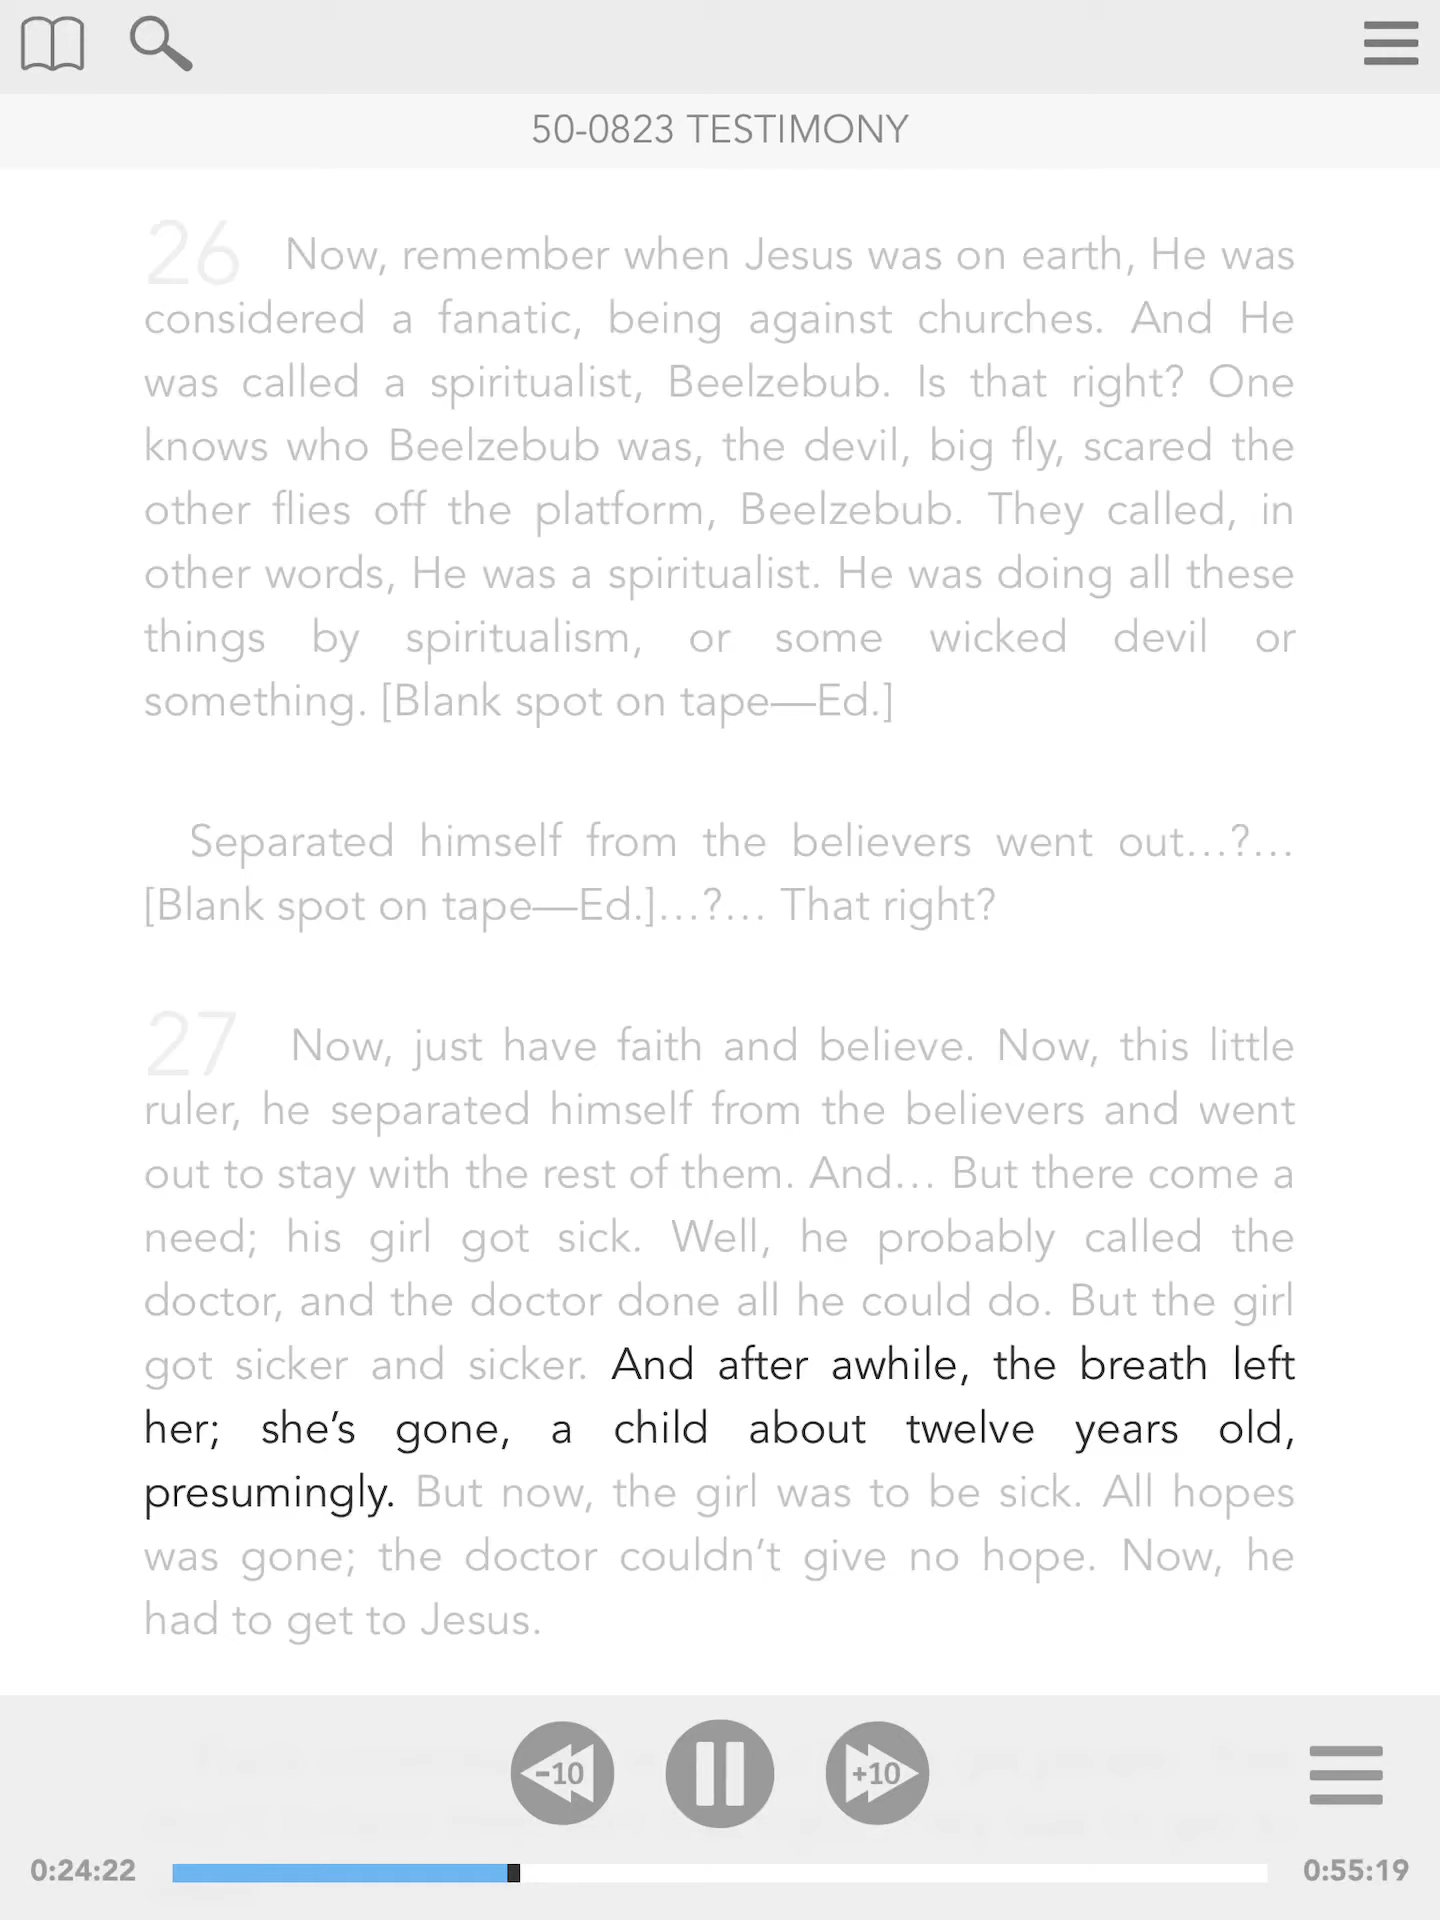 50-0823 TESTIMONY
26 Now, remember when Jesus was on earth, He was
considered a fanatic, being against churches. And He
was called a spiritualist, Beelzebub. Is that right? One
knows who Beelzebub was, the devil, big fly, scared the
other flies off the platform, Beelzebub. They called, in
other words, He was a spiritualist. He was doing all these
things by spiritualism, or some wicked devil or
something. [Blank spot on tape—Ed.]
Separated himself from the believers went out…?…
[Blank spot on tape—Ed.]…?… That right?
27 Now, just have faith and believe. Now, this little
ruler, he separated himself from the believers and went
out to stay with the rest of them. And… But there come a
need; his girl got sick. Well, he probably called the
doctor, and the doctor done all he could do. But the girl
got sicker and sicker. And after awhile, the breath left
her; she’s gone, a child about twelve years old,
presumingly. But now, the girl was to be sick. All hopes
was gone; the doctor couldn’t give no hope. Now, he
had to get to Jesus.
-10 +10
0:24:22 0:55:19